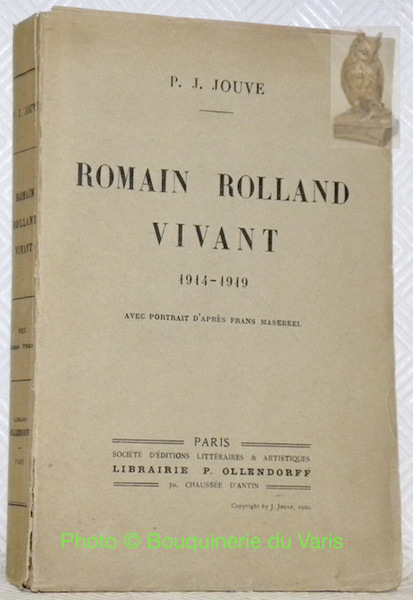 P. J. JOUVE
ROMAIN ROLLAND
VIVANT
1914-1919
AVEC PORTRAIT D'APRÈS FRANS MASEREEL
PARIS
SOCIÉTÉ D'ÉDITIONS LITTÉRAIRES & ARTISTIQUES
LIBRAIRIE P. OLLENDORFF
50, CHAUSSÉE D'ANTIN
Copyright by J. Jouve, 1920.
P. J. JOUVE
ROMAIN
ROLLAND
VIVANT
OLLENDORFF
Photo © Bouquinerie du Varis